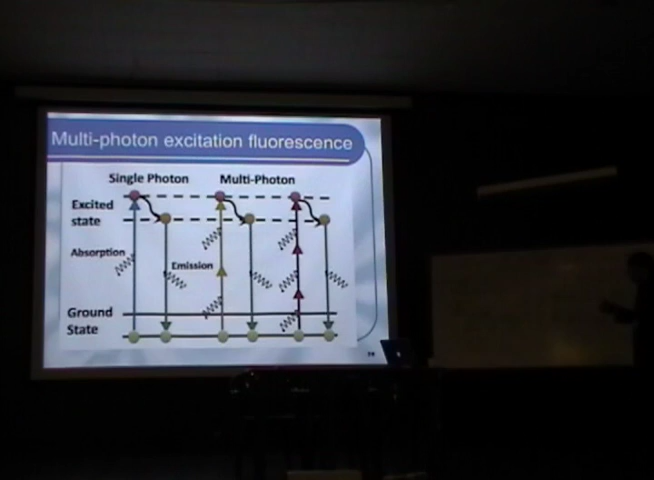 Multi-photon excitation fluorescence
Single Photon
Multi-Photon
Excited
state
Absorption
Emission
Ground
State